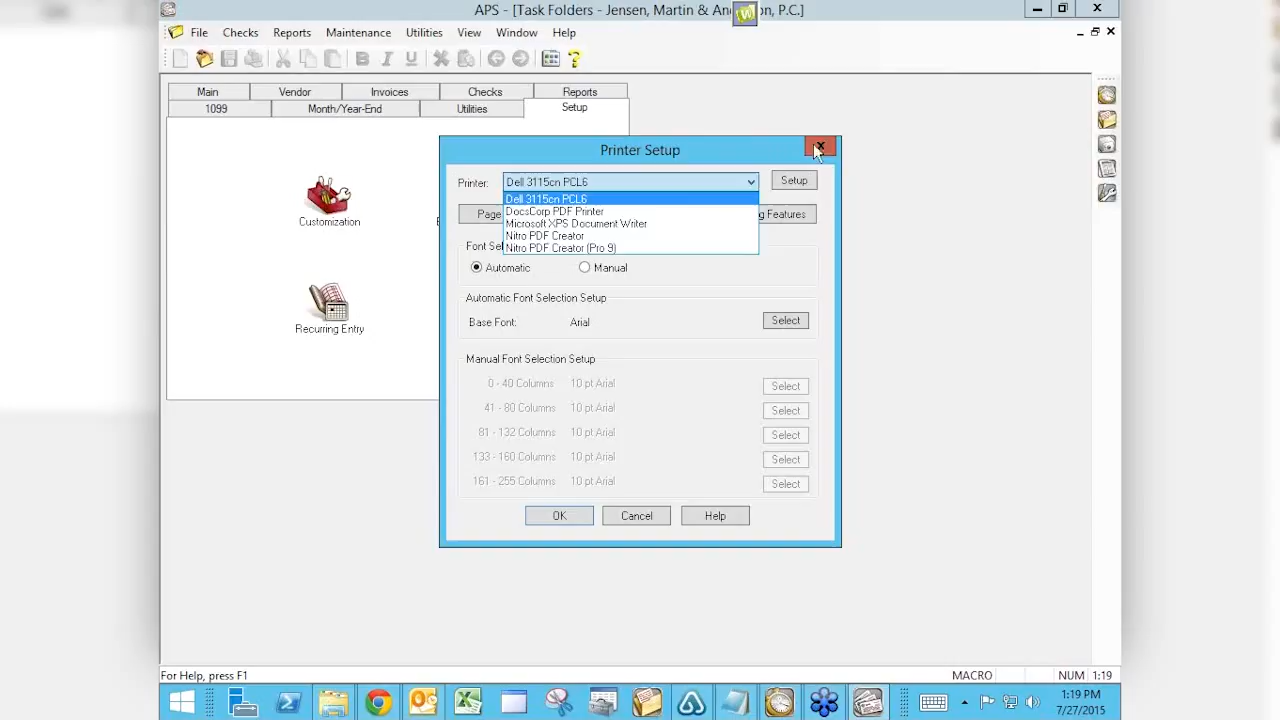 APS - [Task Folders - Jensen, Martin & An on, P.C.]
File Checks Reports Maintenance Utilities View Window Help
Main Vendor Invoices Checks Reports
1099 Month/Year-End Utilities Setup
Customization
Recurring Entry
Printer Setup
Printer: Dell 3115cn PCL6 Setup
Dell 3115cn PCL6
DocsCorp PDF Printer
Microsoft XPS Document Writer
Nitro PDF Creator
Nitro PDF Creator (Pro 9)
Page g Features
Font Sel
Automatic Manual
Automatic Font Selection Setup
Base Font: Arial Select
Manual Font Selection Setup
0 - 40 Columns 10 pt Arial Select
41 - 80 Columns 10 pt Arial Select
81 - 132 Columns 10 pt Arial Select
133 - 160 Columns 10 pt Arial Select
161 - 255 Columns 10 pt Arial Select
OK Cancel Help
For Help, press F1 MACRO NUM 1:19
1:19 PM
7/27/2015